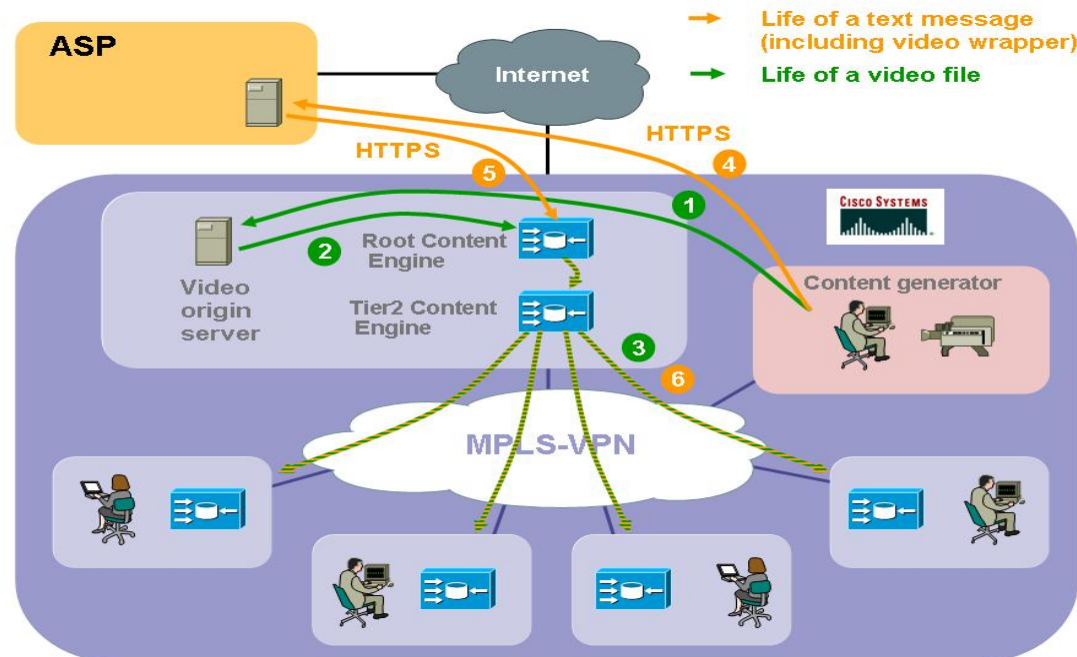 ASP
Internet
Life of a text message
(including video wrapper)
Life of a video file
HTTPS
HTTPS
4
5
1
CISCO SYSTEMS
2
Root Content
Engine
Video
origin
server
Tier2 Content
Engine
Content generator
3
6
MPLS-VPN